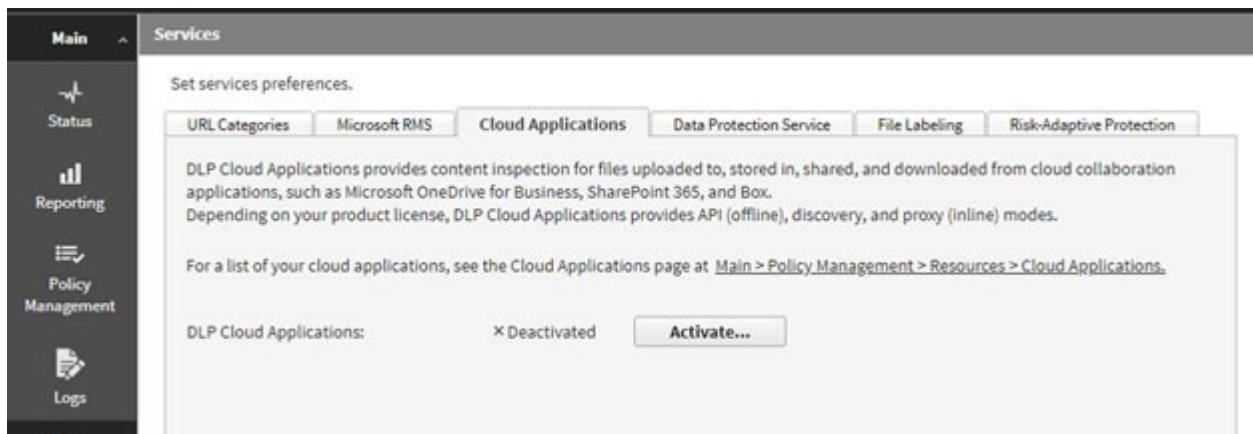 Main
Services
Set services preferences.
Status
URL Categories
Microsoft RMS
Cloud Applications
Data Protection Service
File Labeling
Risk-Adaptive Protection
DLP Cloud Applications provides content inspection for files uploaded to, stored in, shared, and downloaded from cloud collaboration
applications, such as Microsoft OneDrive for Business, SharePoint 365, and Box.
Reporting
Depending on your product license, DLP Cloud Applications provides API (offline), discovery, and proxy (inline) modes.
For a list of your cloud applications, see the Cloud Applications page at Main > Policy Management > Resources > Cloud Applications.
Policy
Management
DLP Cloud Applications:
× Deactivated
Activate...
Logs